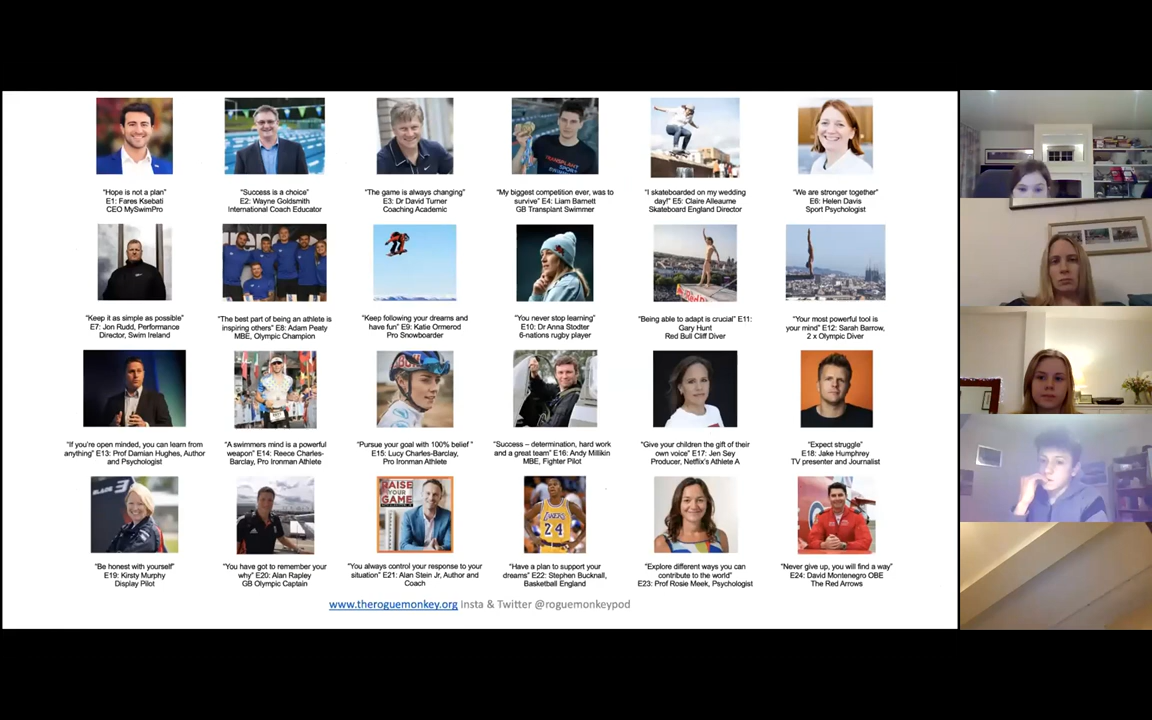 "Hope is not a plan"
E1: Fares Ksebati
CEO MySwimPro
"Success is a choice"
E2: Wayne Goldsmith
International Coach Educator
"The game is always changing"
E3: Dr David Turner
Coaching Academic
"My biggest competition ever, was to
survive" E4: Liam Barnett
GB Transplant Swimmer
"I skateboarded on my wedding
day!" E5: Claire Alleaume
Skateboard England Director
"We are stronger together"
E6: Helen Davis
Sport Psychologist
"Keep it as simple as possible"
E7: Jon Rudd, Performance
Director, Swim Ireland
"The best part of being an athlete is
inspiring others" E8: Adam Peaty
MBE, Olympic Champion
"Keep following your dreams and
have fun" E9: Katie Ormerod
Pro Snowboarder
"You never stop learning"
E10: Dr Anna Stodter
6-nations rugby player
"Being able to adapt is crucial" E11:
Gary Hunt
Red Bull Cliff Diver
"Your most powerful tool is
your mind" E12: Sarah Barrow,
2 x Olympic Diver
"If you're open minded, you can learn from
anything" E13: Prof Damian Hughes, Author
and Psychologist
"A swimmers mind is a powerful
weapon" E14: Reece Charles-
Barclay, Pro Ironman Athlete
"Pursue your goal with 100% belief "
E15: Lucy Charles-Barclay,
Pro Ironman Athlete
"Success – determination, hard work
and a great team" E16: Andy Millikin
MBE, Fighter Pilot
"Give your children the gift of their
own voice" E17: Jen Sey
Producer, Netflix's Athlete A
"Expect struggle"
E18: Jake Humphrey
TV presenter and Journalist
RAISE
YOUR
GAME
LAKERS
24
"Be honest with yourself"
E19: Kirsty Murphy
Display Pilot
"You have got to remember your
why" E20: Alan Rapley
GB Olympic Captain
"You always control your response to your
situation" E21: Alan Stein Jr, Author and
Coach
"Have a plan to support your
dreams" E22: Stephen Bucknall,
Basketball England
"Explore different ways you can
contribute to the world"
E23: Prof Rosie Meek, Psychologist
"Never give up, you will find a way"
E24: David Montenegro OBE
The Red Arrows
www.theroguemonkey.org Insta & Twitter @roguemonkeypod